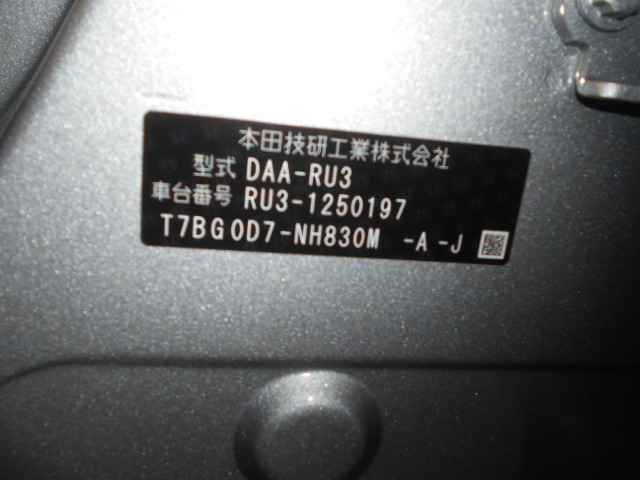 本田技研工業株式会社
型式 DAA-RU3
車台番号 RU3-1250197
T7BG0D7-NH830M -A -J